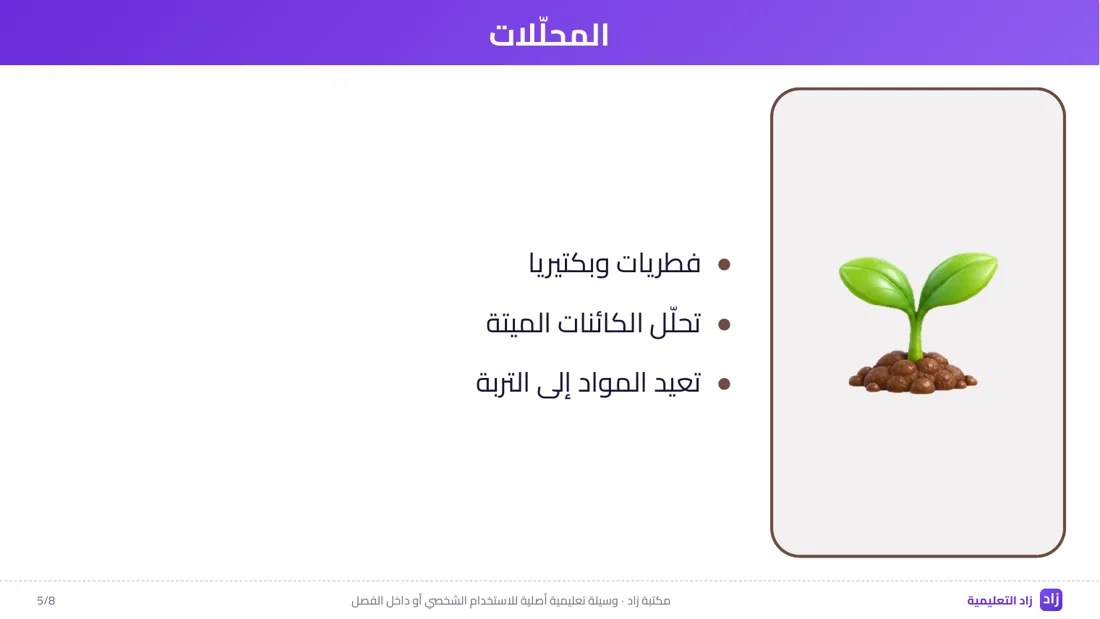 المحلّلات
فطريات وبكتيريا
تحلّل الكائنات الميتة
تعيد المواد إلى التربة
زاد زاد التعليمية
مكتبة زاد · وسيلة تعليمية أصلية للاستخدام الشخصي أو داخل الفصل
5/8